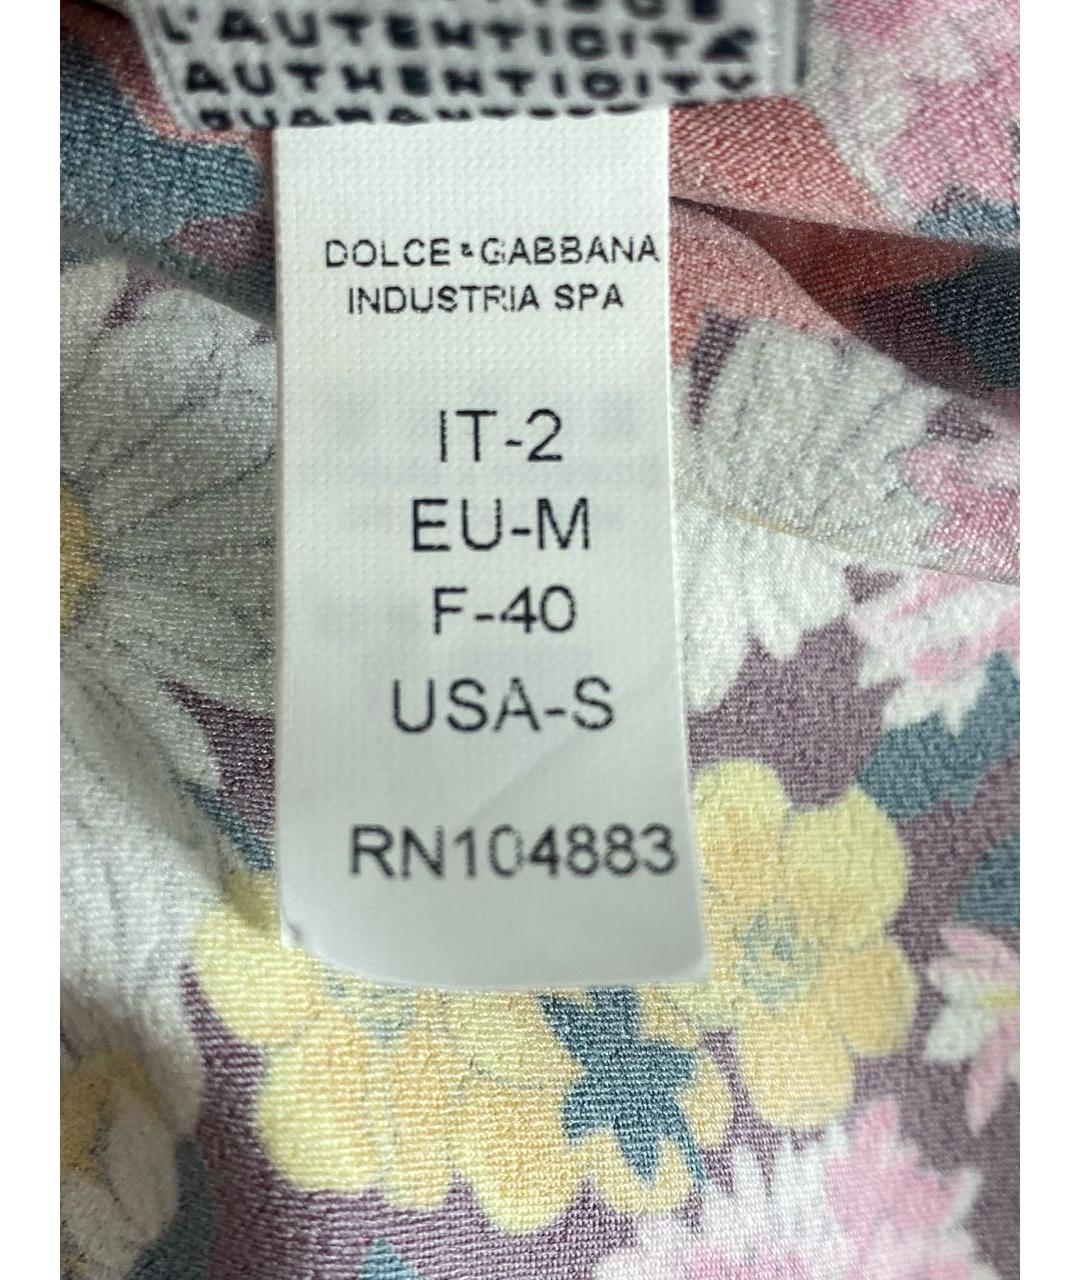 L'AUTENTICITÀ
AUTHENTICITY
DOLCE & GABBANA
INDUSTRIA SPA
IT-2
EU-M
F-40
USA-S
RN104883